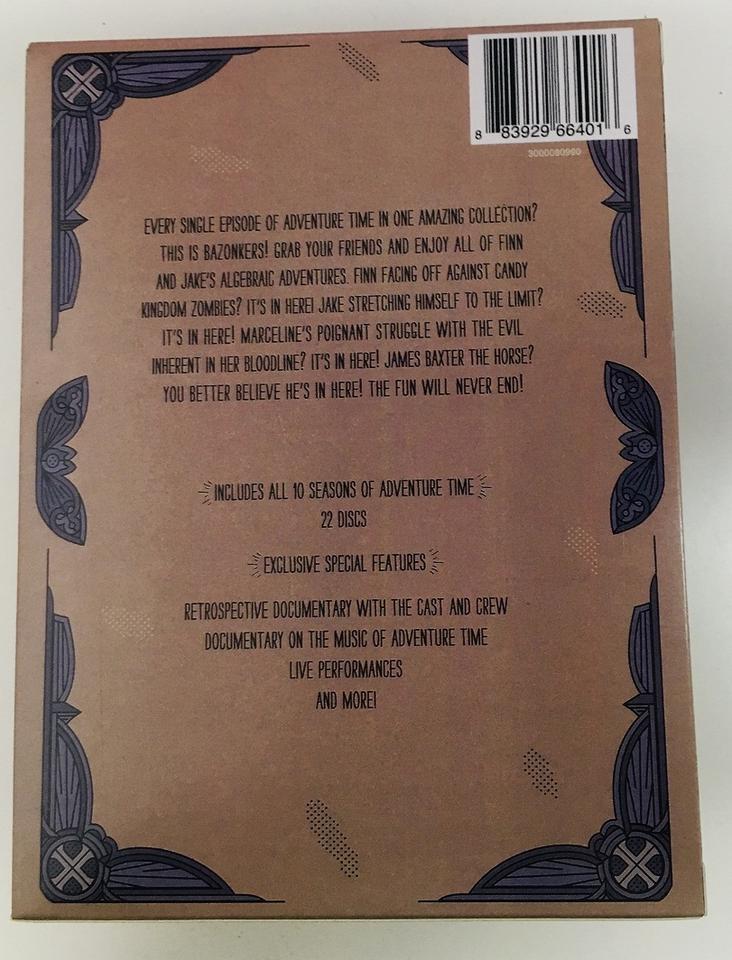 8 83929 66401 6
3000080960
EVERY SINGLE EPISODE OF ADVENTURE TIME IN ONE AMAZING COLLECTION?
THIS IS BAZONKERS! GRAB YOUR FRIENDS AND ENJOY ALL OF FINN
AND JAKE'S ALGEBRAIC ADVENTURES. FINN FACING OFF AGAINST CANDY
KINGDOM ZOMBIES? IT'S IN HERE! JAKE STRETCHING HIMSELF TO THE LIMIT?
IT'S IN HERE! MARCELINE'S POIGNANT STRUGGLE WITH THE EVIL
INHERENT IN HER BLOODLINE? IT'S IN HERE! JAMES BAXTER THE HORSE?
YOU BETTER BELIEVE HE'S IN HERE! THE FUN WILL NEVER END!
INCLUDES ALL 10 SEASONS OF ADVENTURE TIME
22 DISCS
EXCLUSIVE SPECIAL FEATURES
RETROSPECTIVE DOCUMENTARY WITH THE CAST AND CREW
DOCUMENTARY ON THE MUSIC OF ADVENTURE TIME
LIVE PERFORMANCES
AND MORE!